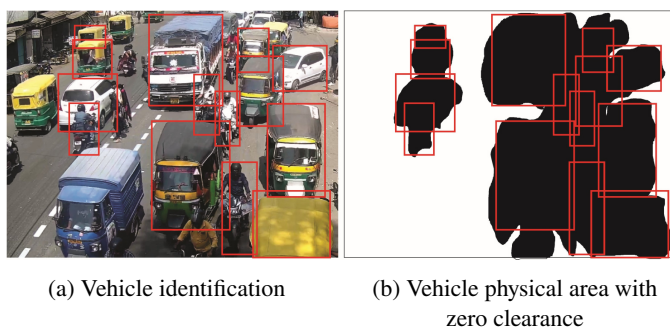 (a) Vehicle identification
(b) Vehicle physical area with
zero clearance